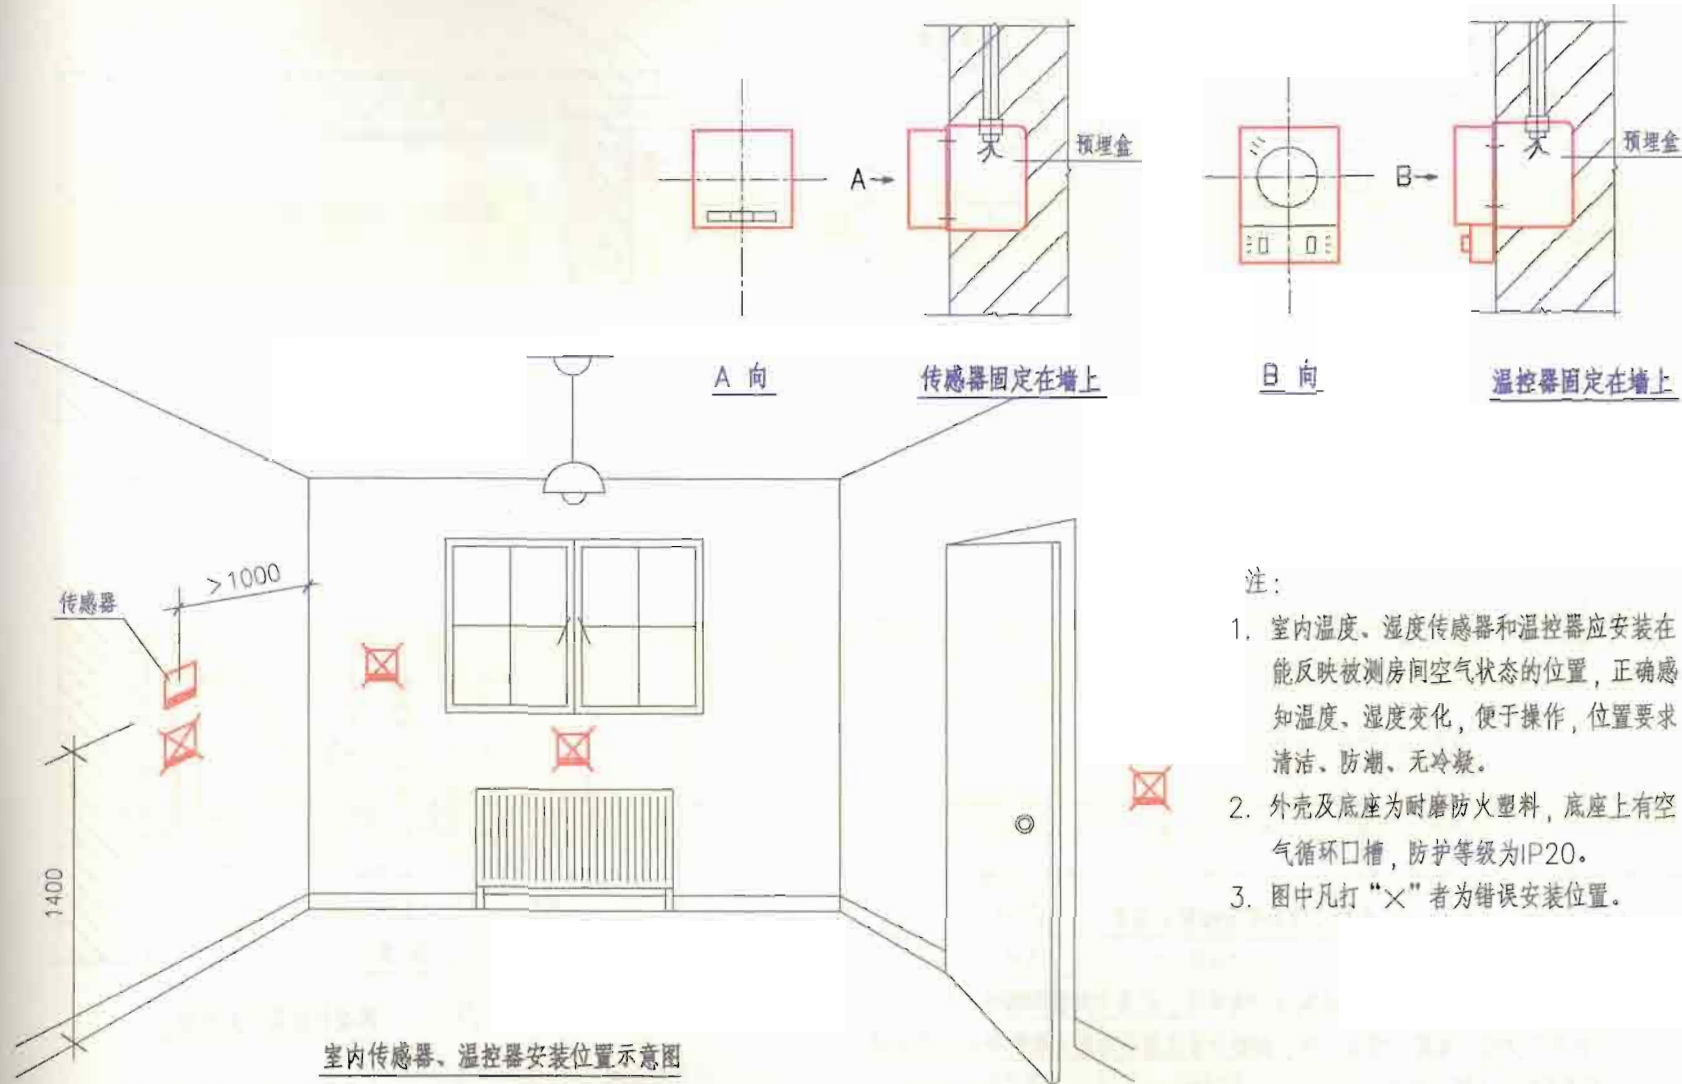 预埋盒
预埋盒
A
B
A 向
传感器固定在墙上
B 向
温控器固定在墙上
>1000
传感器
1400
注：
1. 室内温度、湿度传感器和温控器应安装在
能反映被测房间空气状态的位置，正确感
知温度、湿度变化，便于操作，位置要求
清洁、防潮、无冷凝。
2. 外壳及底座为耐磨防火塑料，底座上有空
气循环口槽，防护等级为IP20。
3. 图中凡打“×”者为错误安装位置。
室内传感器、温控器安装位置示意图